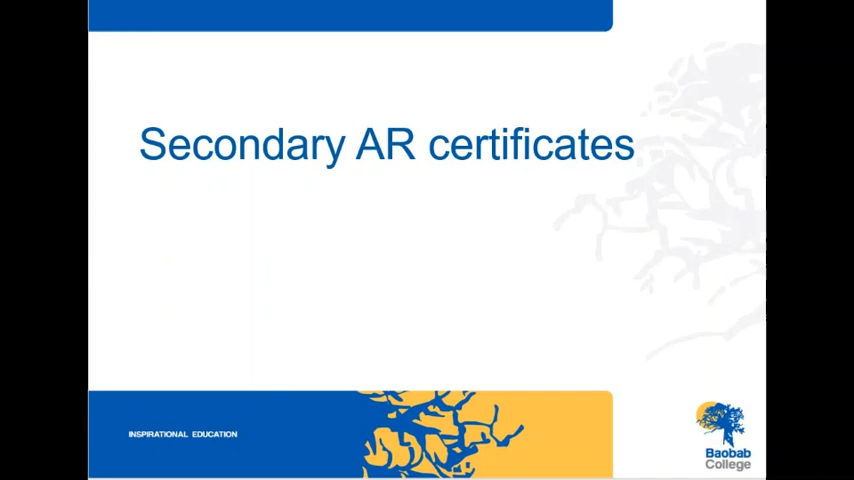 Secondary AR certificates
INSPIRATIONAL EDUCATION
Baobab
College